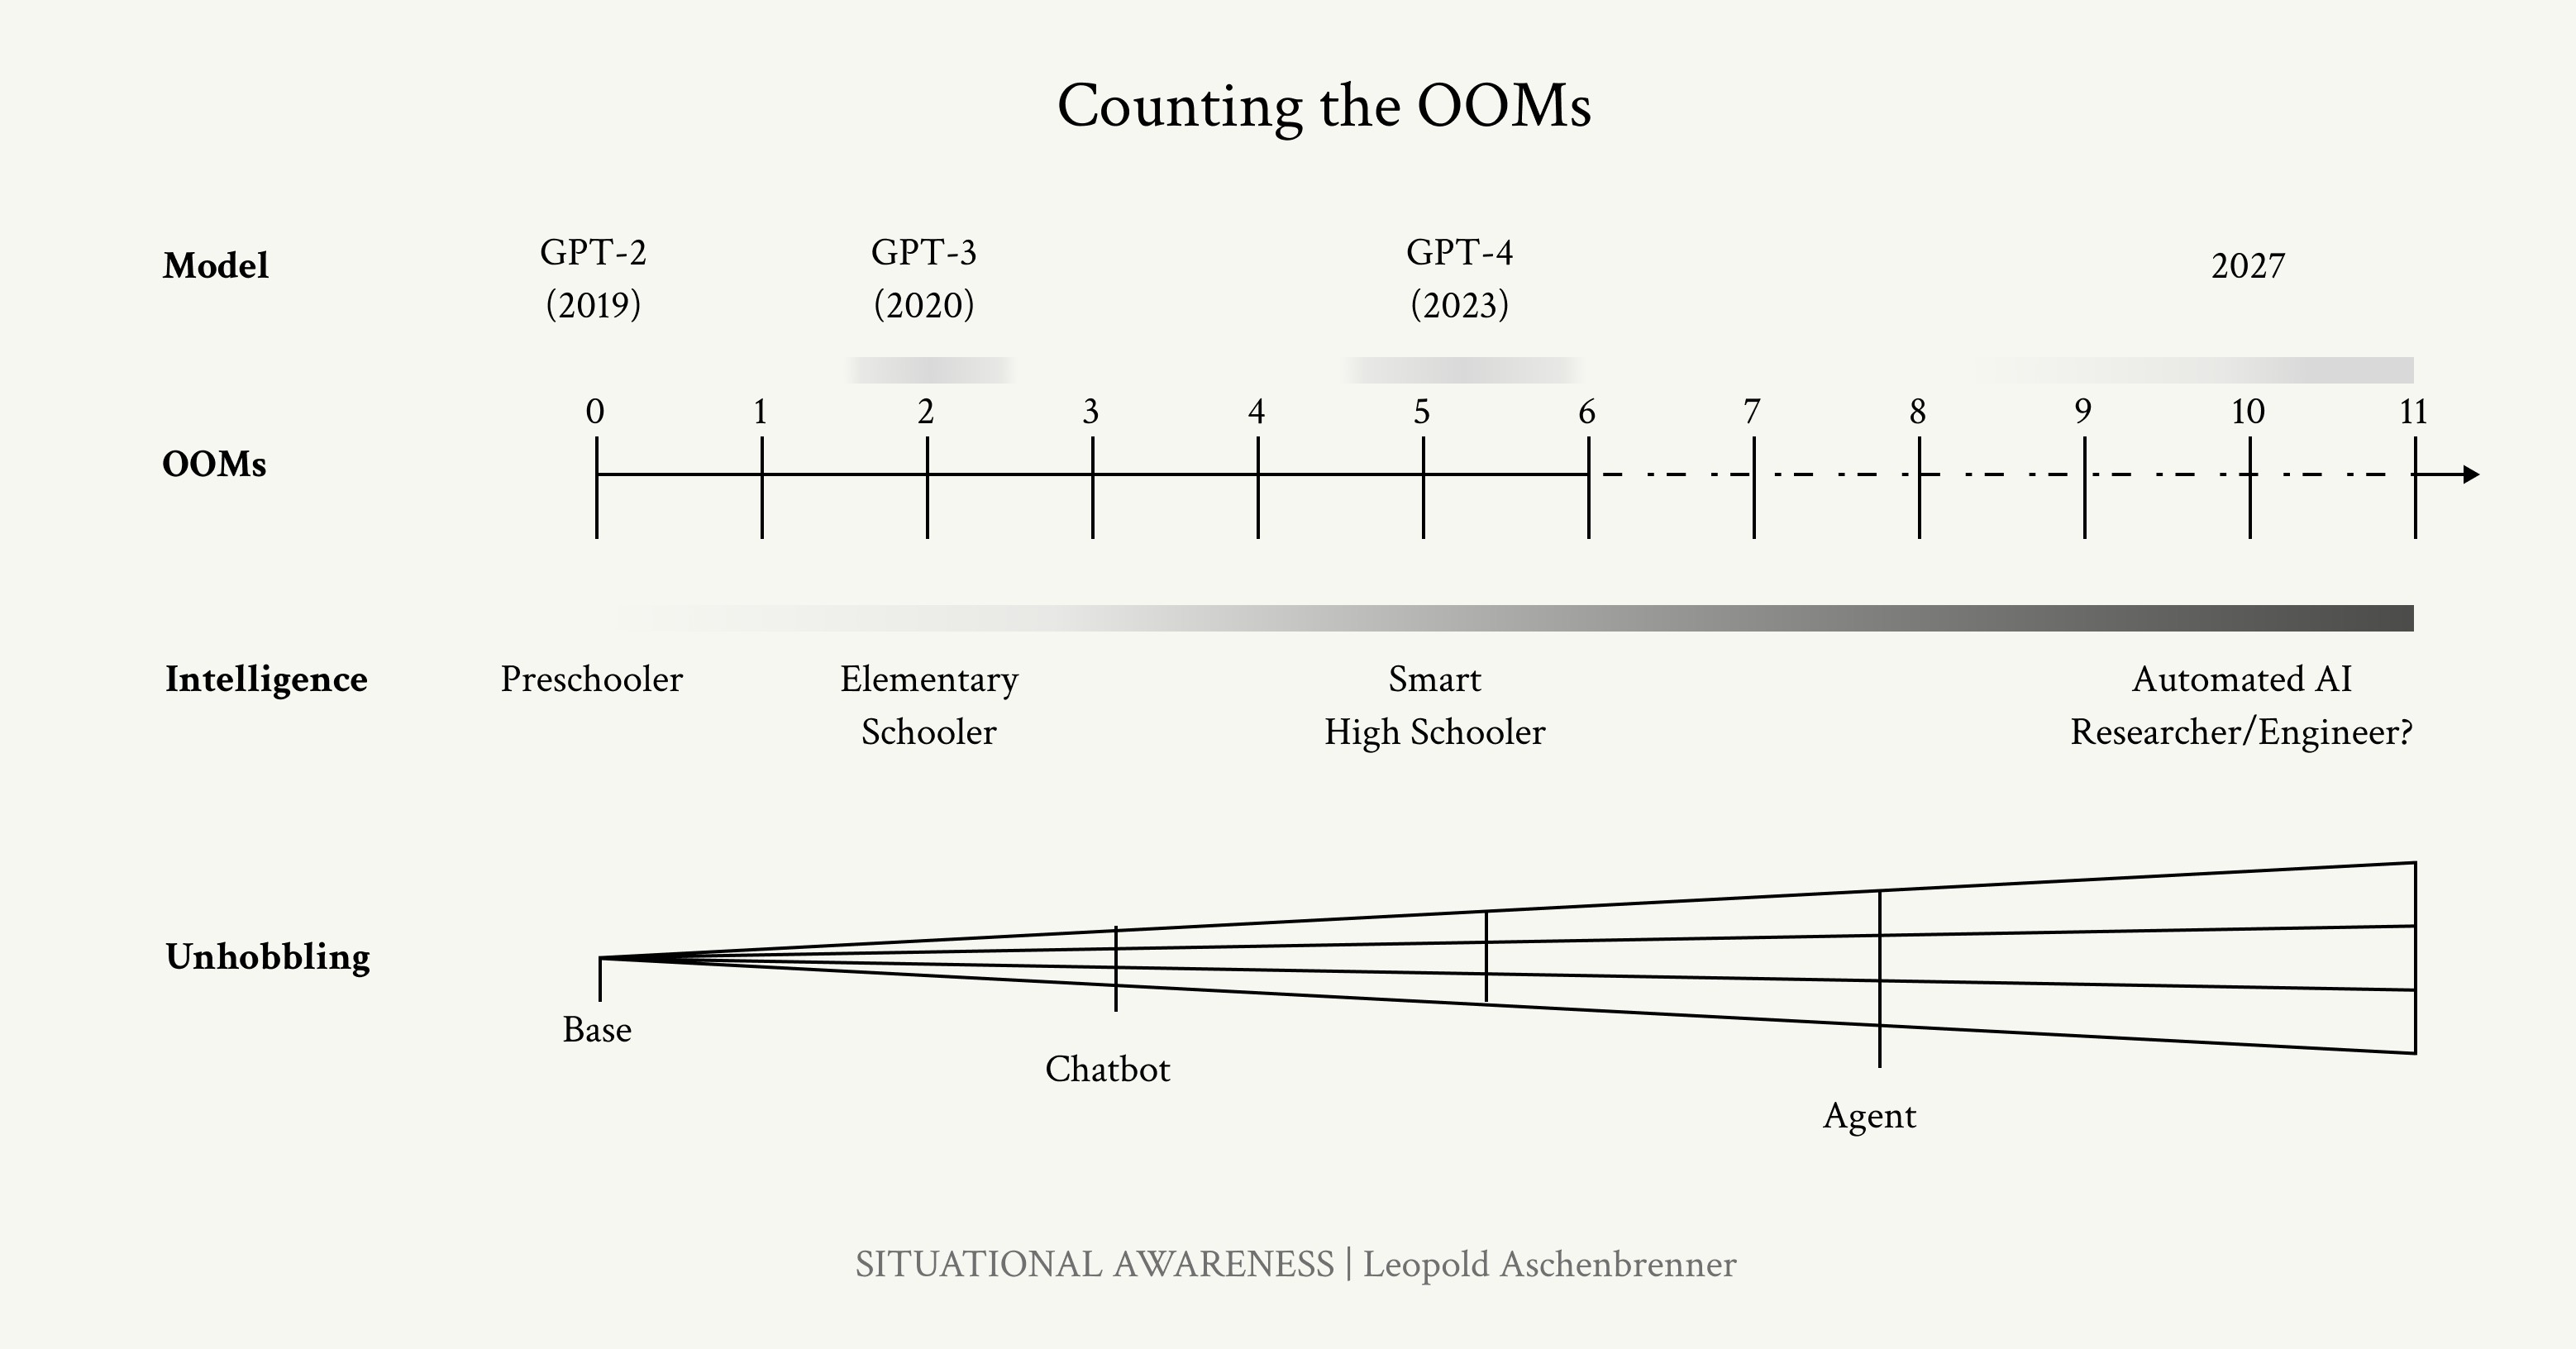 Counting the OOMs
Model
GPT-2
(2019)
GPT-3
(2020)
GPT-4
(2023)
2027
OOMs
0 1 2 3 4 5 6 7 8 9 10 11
Intelligence
Preschooler
Elementary
Schooler
Smart
High Schooler
Automated AI
Researcher/Engineer?
Unhobbling
Base
Chatbot
Agent
SITUATIONAL AWARENESS | Leopold Aschenbrenner